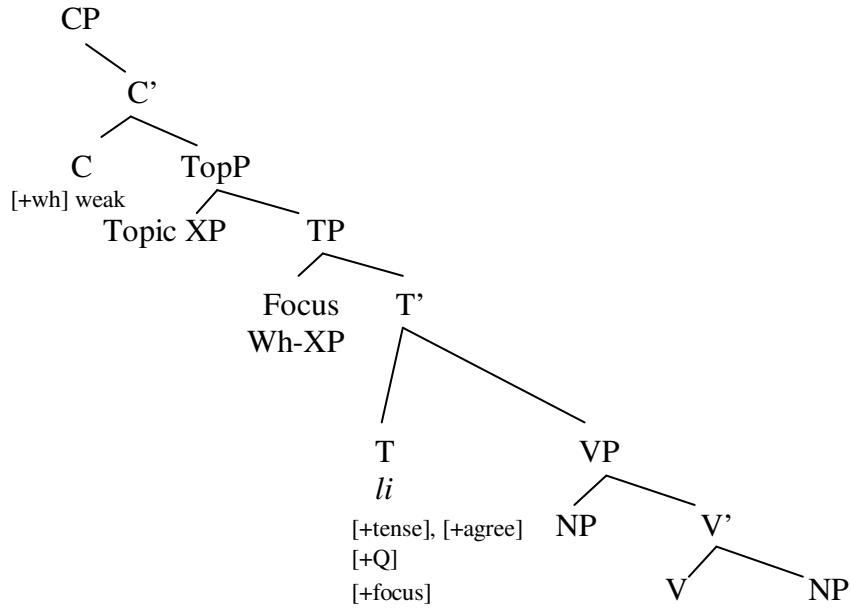 CP
C’
C TopP
[+wh] weak
Topic XP TP
Focus T’
Wh-XP
T VP
li
[+tense], [+agree] NP V’
[+Q]
[+focus] V NP